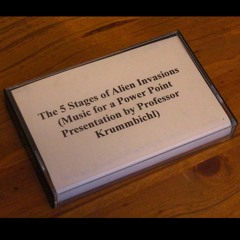 The 5 Stages of Alien Invasions
(Music for a Power Point
Presentation by Professor
Krummbichl)